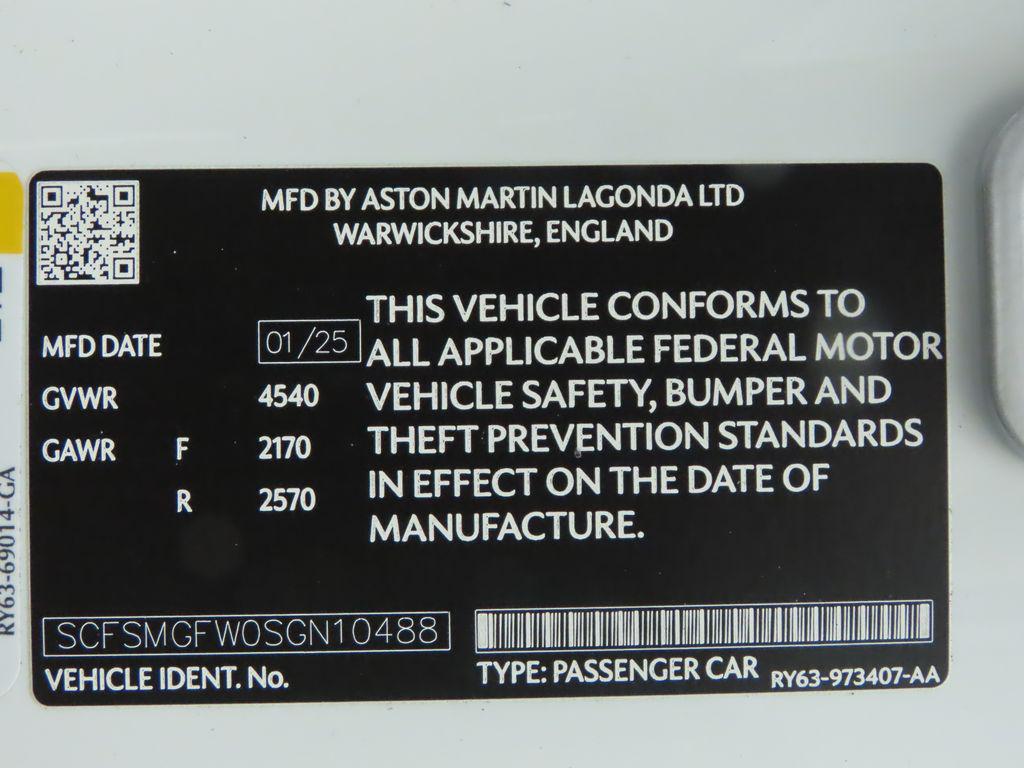 MFD BY ASTON MARTIN LAGONDA LTD
WARWICKSHIRE, ENGLAND
THIS VEHICLE CONFORMS TO
ALL APPLICABLE FEDERAL MOTOR
VEHICLE SAFETY, BUMPER AND
THEFT PREVENTION STANDARDS
IN EFFECT ON THE DATE OF
MANUFACTURE.
MFD DATE 01/25
GVWR 4540
GAWR F 2170
R 2570
SCFSMGFW0SGN10488
VEHICLE IDENT. No.
TYPE: PASSENGER CAR
RY63-973407-AA
RY63-69014-GA